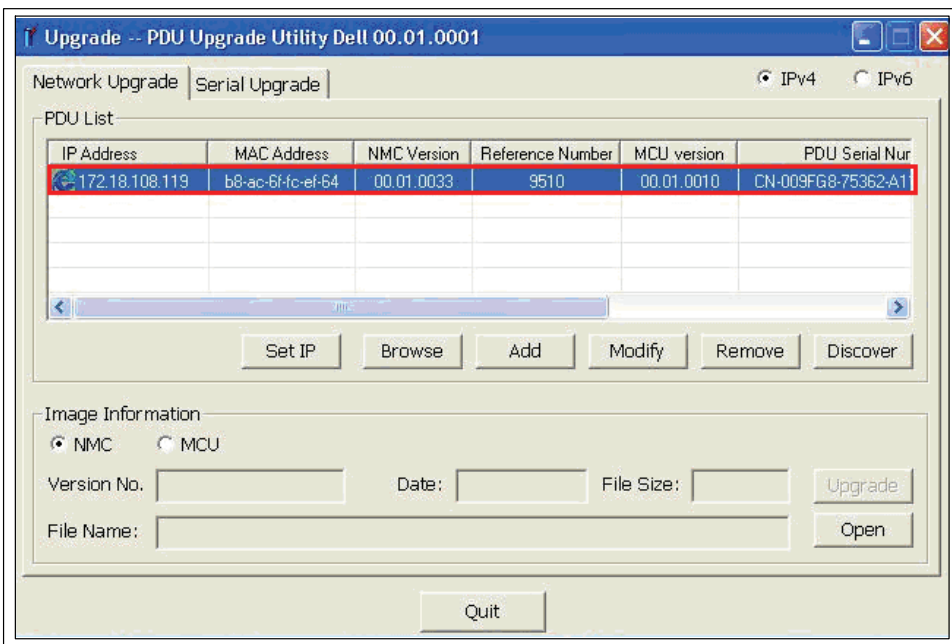 Upgrade -- PDU Upgrade Utility Dell 00.01.0001
Network Upgrade Serial Upgrade IPv4 IPv6
PDU List
IP Address MAC Address NMC Version Reference Number MCU version PDU Serial Nur
172.18.108.119 b8-ac-6f-fc-ef-64 00.01.0033 9510 00.01.0010 CN-009FG8-75362-A1
Set IP Browse Add Modify Remove Discover
Image Information
NMC MCU
Version No. Date: File Size: Upgrade
File Name: Open
Quit